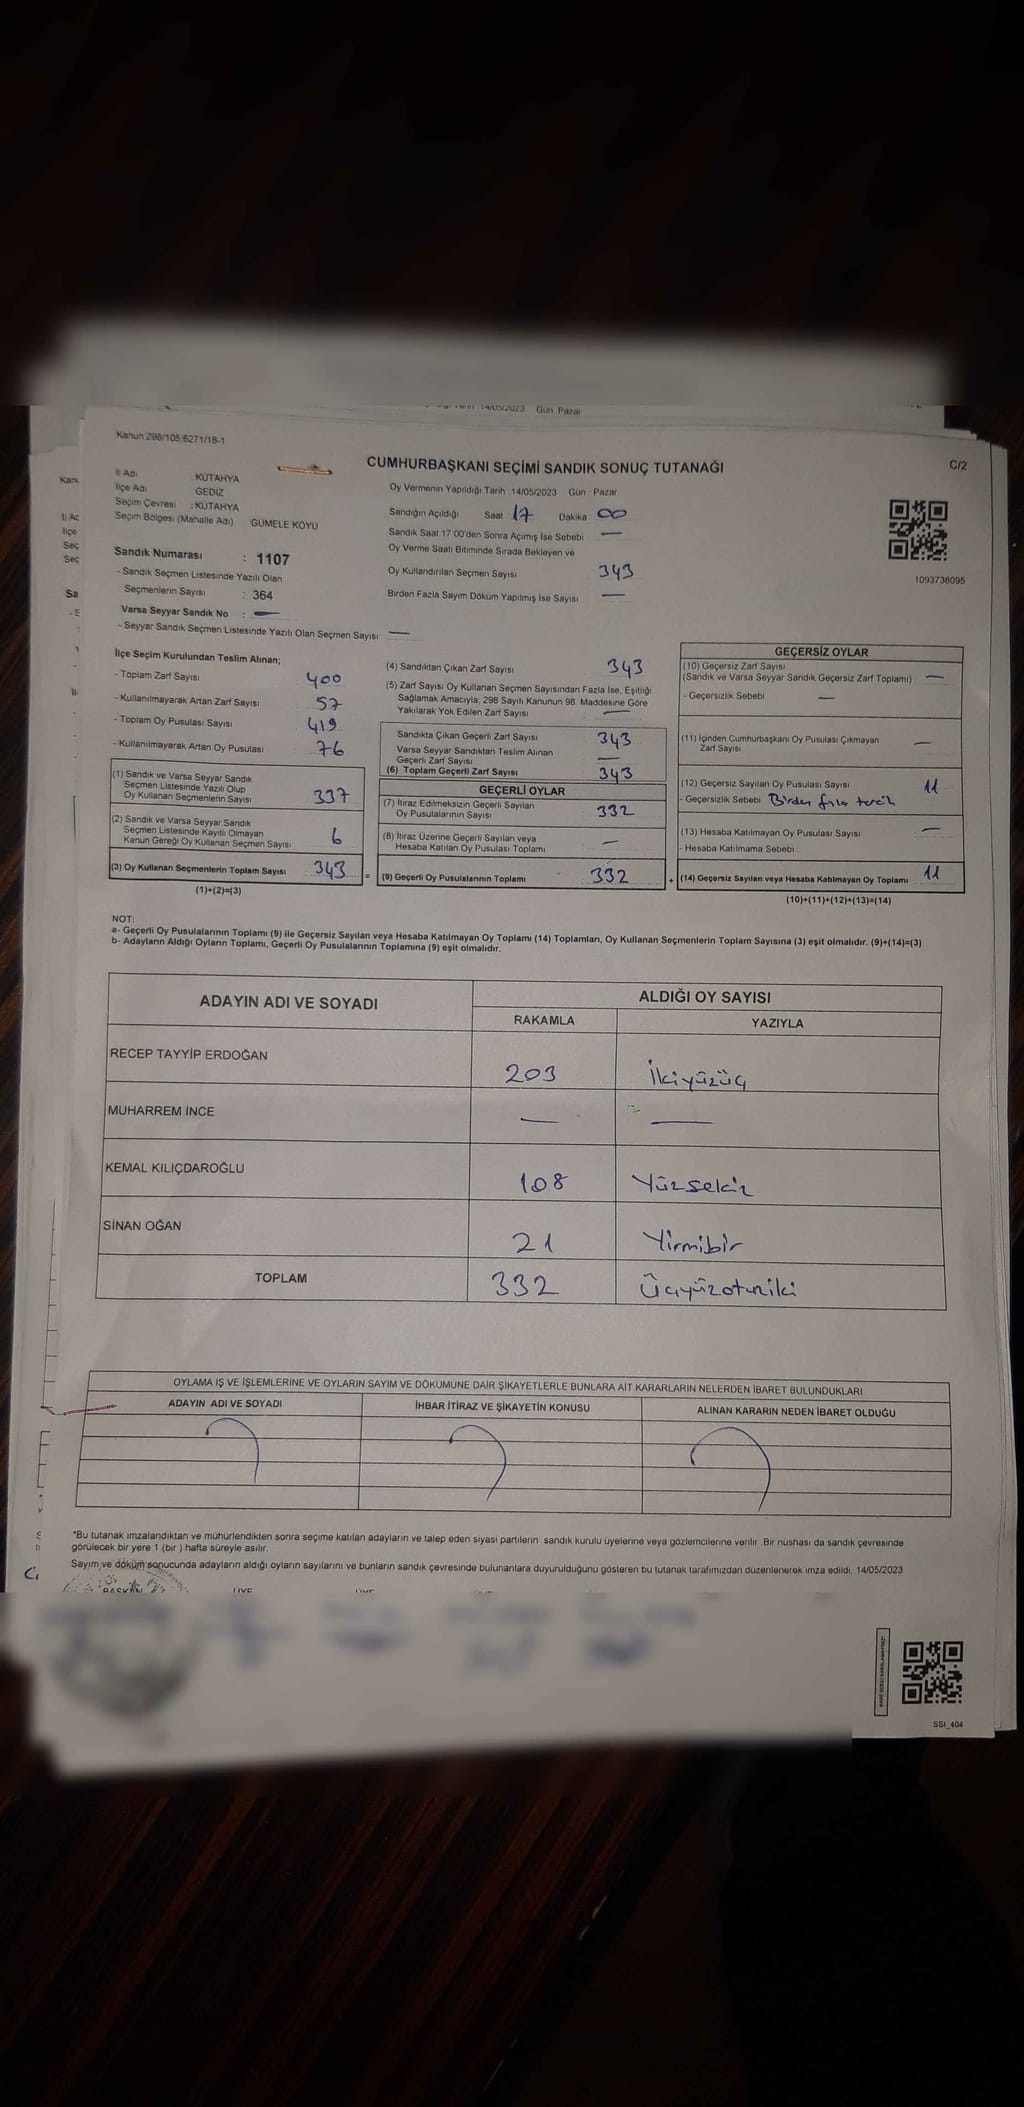 14/05/2023 Gün Pazar
Kanun:298/105;6271/18-1
CUMHURBAŞKANI SEÇİMİ SANDIK SONUÇ TUTANAĞI
C/2
İl Adı KÜTAHYA
İlçe Adı GEDİZ
Seçim Çevresi : KÜTAHYA
Seçim Bölgesi (Mahalle Adı) GÜMELE KÖYÜ
Oy Vermenin Yapıldığı Tarih 14/05/2023 Gün Pazar
Sandığın Açıldığı Saat 17 Dakika 00
Sandık Saat 17:00'den Sonra Açılmış İse Sebebi —
Oy Verme Saati Bitiminde Sırada Bekleyen ve
Oy Kullandırılan Seçmen Sayısı 343
Birden Fazla Sayım Döküm Yapılmış İse Sayısı —
1093738095
Sandık Numarası : 1107
- Sandık Seçmen Listesinde Yazılı Olan
Seçmenlerin Sayısı : 364
Varsa Seyyar Sandık No : —
- Seyyar Sandık Seçmen Listesinde Yazılı Olan Seçmen Sayısı —
İlçe Seçim Kurulundan Teslim Alınan;
- Toplam Zarf Sayısı 400
- Kullanılmayarak Artan Zarf Sayısı 57
- Toplam Oy Pusulası Sayısı 419
- Kullanılmayarak Artan Oy Pusulası 76
(1) Sandık ve Varsa Seyyar Sandık
Seçmen Listesinde Yazılı Olup
Oy Kullanan Seçmenlerin Sayısı 337
(2) Sandık ve Varsa Seyyar Sandık
Seçmen Listesinde Kayıtlı Olmayan
Kanun Gereği Oy Kullanan Seçmen Sayısı 6
(3) Oy Kullanan Seçmenlerin Toplam Sayısı 343 =
(1)+(2)=(3)
(4) Sandıktan Çıkan Zarf Sayısı 343
(5) Zarf Sayısı Oy Kullanan Seçmen Sayısından Fazla İse, Eşitliği
Sağlamak Amacıyla, 298 Sayılı Kanunun 98. Maddesine Göre
Yakılarak Yok Edilen Zarf Sayısı —
Sandıkta Çıkan Geçerli Zarf Sayısı 343
Varsa Seyyar Sandıktan Teslim Alınan
Geçerli Zarf Sayısı —
(6) Toplam Geçerli Zarf Sayısı 343
GEÇERLİ OYLAR
(7) İtiraz Edilmeksizin Geçerli Sayılan
Oy Pusulalarının Sayısı 332
(8) İtiraz Üzerine Geçerli Sayılan veya
Hesaba Katılan Oy Pusulası Toplamı —
(9) Geçerli Oy Pusulalarının Toplamı 332 +
GEÇERSİZ OYLAR
(10) Geçersiz Zarf Sayısı
(Sandık ve Varsa Seyyar Sandık Geçersiz Zarf Toplamı) —
- Geçersizlik Sebebi —
(11) İçinden Cumhurbaşkanı Oy Pusulası Çıkmayan
Zarf Sayısı —
(12) Geçersiz Sayılan Oy Pusulası Sayısı 11
- Geçersizlik Sebebi Birden fazla tercih
(13) Hesaba Katılmayan Oy Pusulası Sayısı —
- Hesaba Katılmama Sebebi
(14) Geçersiz Sayılan veya Hesaba Katılmayan Oy Toplamı 11
(10)+(11)+(12)+(13)=(14)
NOT:
a- Geçerli Oy Pusulalarının Toplamı (9) ile Geçersiz Sayılan veya Hesaba Katılmayan Oy Toplamı (14) Toplamları, Oy Kullanan Seçmenlerin Toplam Sayısına (3) eşit olmalıdır. (9)+(14)=(3)
b- Adayların Aldığı Oyların Toplamı, Geçerli Oy Pusulalarının Toplamına (9) eşit olmalıdır.
ADAYIN ADI VE SOYADI ALDIĞI OY SAYISI
RAKAMLA YAZIYLA
RECEP TAYYİP ERDOĞAN 203 İkiyüzüç
MUHARREM İNCE — —
KEMAL KILIÇDAROĞLU 108 Yüzsekiz
SİNAN OĞAN 21 Yirmibir
TOPLAM 332 Üçyüzotuziki
OYLAMA İŞ VE İŞLEMLERİNE VE OYLARIN SAYIM VE DÖKÜMÜNE DAİR ŞİKAYETLERLE BUNLARA AİT KARARLARIN NELERDEN İBARET BULUNDUKLARI
ADAYIN ADI VE SOYADI İHBAR İTİRAZ VE ŞİKAYETİN KONUSU ALINAN KARARIN NEDEN İBARET OLDUĞU
*Bu tutanak imzalandıktan ve mühürlendikten sonra seçime katılan adayların ve talep eden siyasi partilerin sandık kurulu üyelerine veya gözlemcilerine verilir. Bir nüshası da sandık çevresinde
görülecek bir yere 1 (bir) hafta süreyle asılır.
Sayım ve döküm sonucunda adayların aldığı oyların sayılarını ve bunların sandık çevresinde bulunanlara duyurulduğunu gösteren bu tutanak tarafımızdan düzenlenerek imza edildi. 14/05/2023
BAŞKAN ÜYE ÜYE
SSI_404